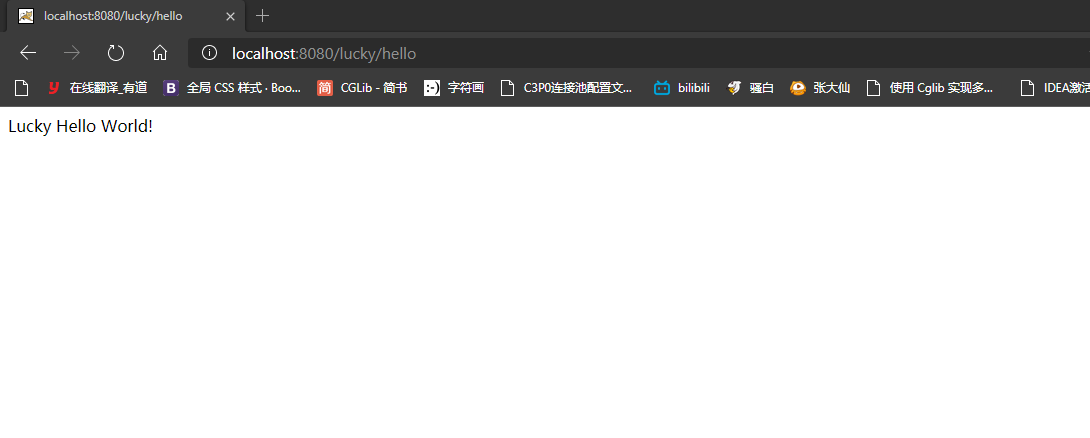 localhost:8080/lucky/hello
localhost:8080/lucky/hello
在线翻译_有道 全局 CSS 样式 · Boo... 简 CGLib - 简书 字符画 C3P0连接池配置文... bilibili 骚白 张大仙 使用 Cglib 实现多... IDEA激活
Lucky Hello World!